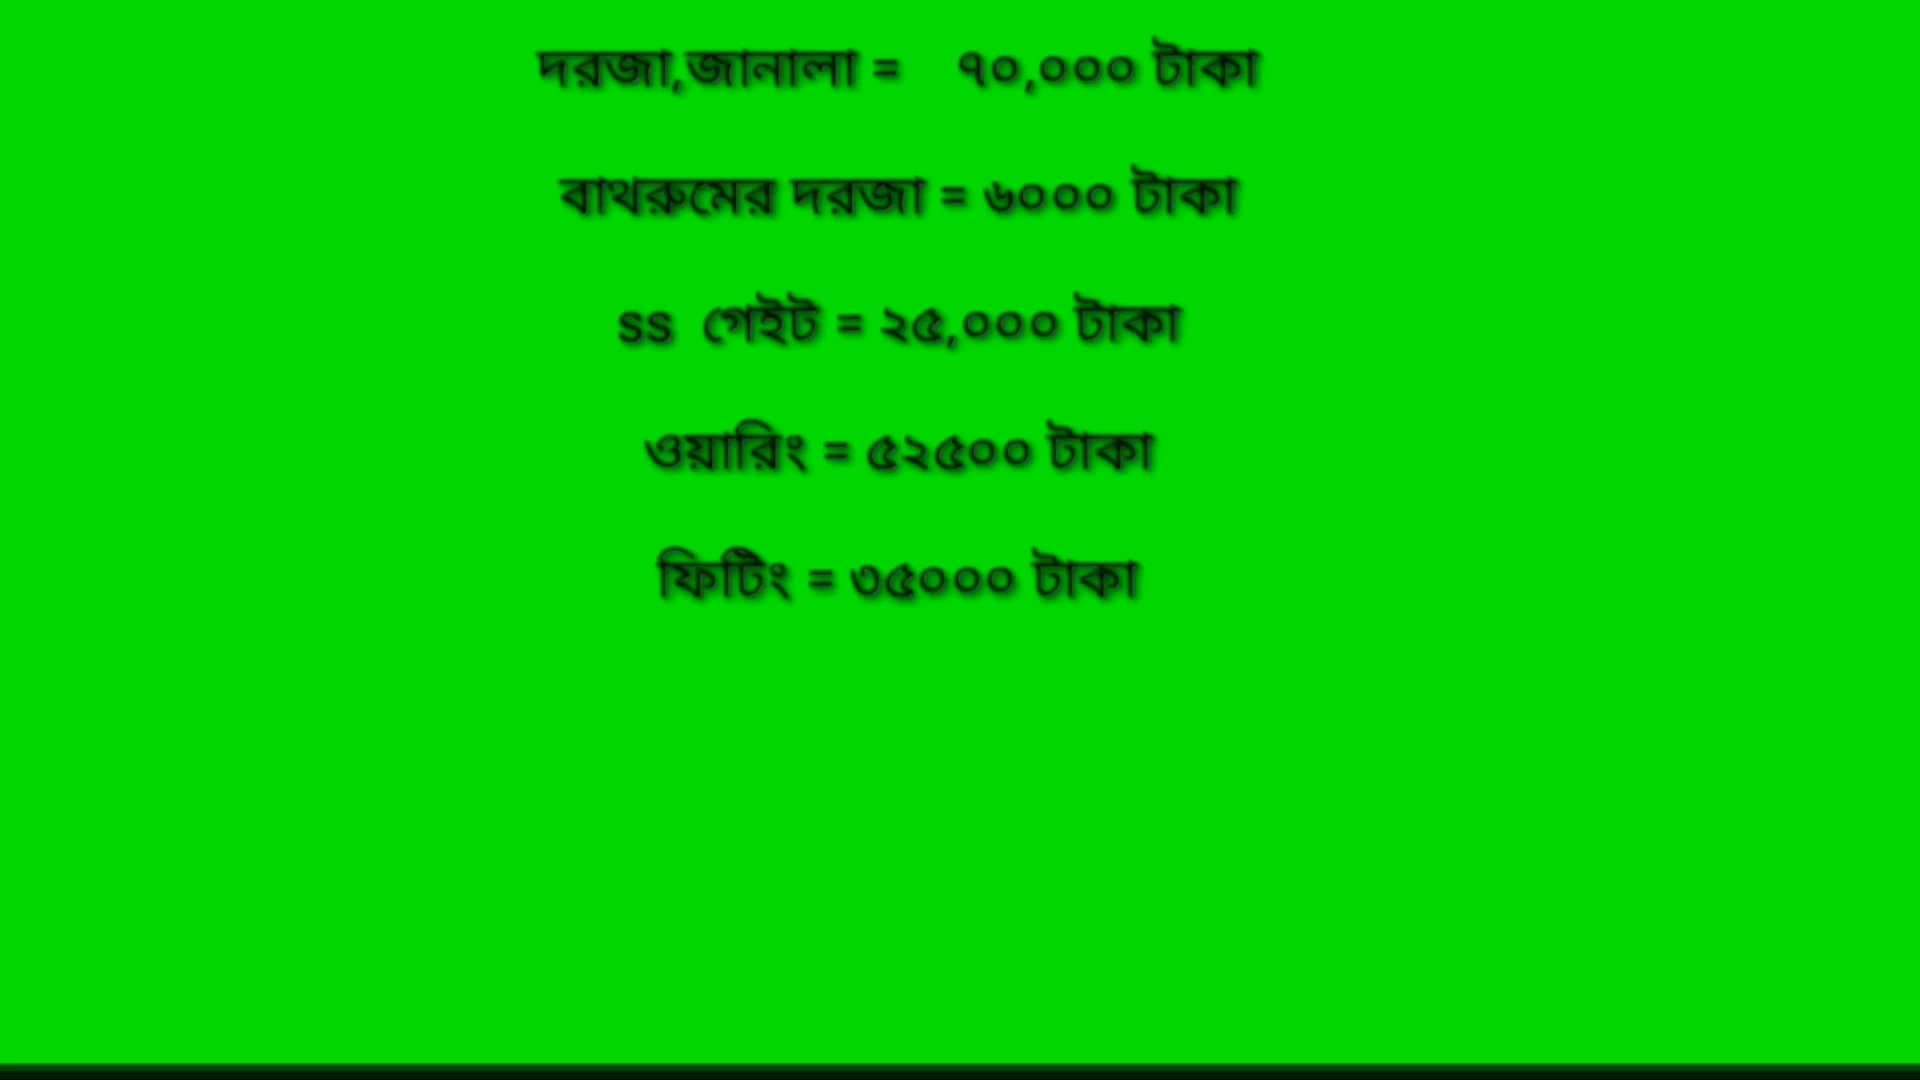 দরজা,জানালা = ৭০,০০০ টাকা
বাথরুমের দরজা = ৬০০০ টাকা
ss গেইট = ২৫,০০০ টাকা
ওয়ারিং = ৫২৫০০ টাকা
ফিটিং = ৩৫০০০ টাকা